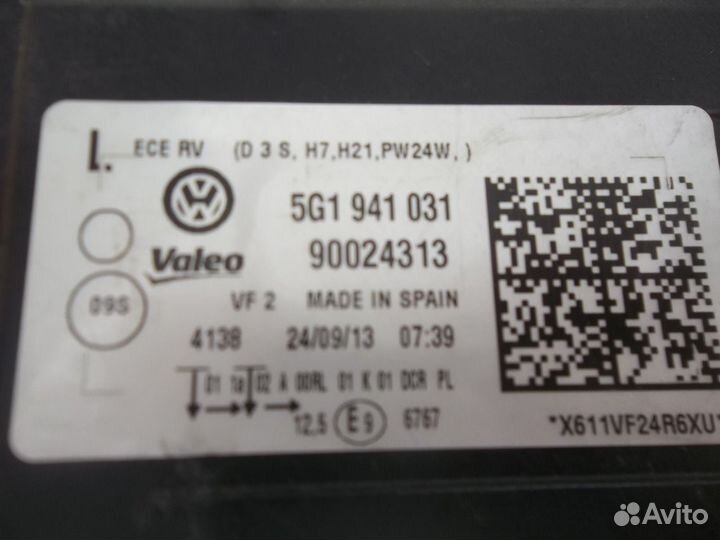 L. ECE RV (D 3 S, H7,H21,PW24W, )
5G1 941 031
Valeo 90024313
09S
VF 2 MADE IN SPAIN
4138 24/09/13 07:39
01 1a 02 A 00RL 01 K 01 DCR PL
12,5 E9 6767
*X611VF24R6XU
Avito